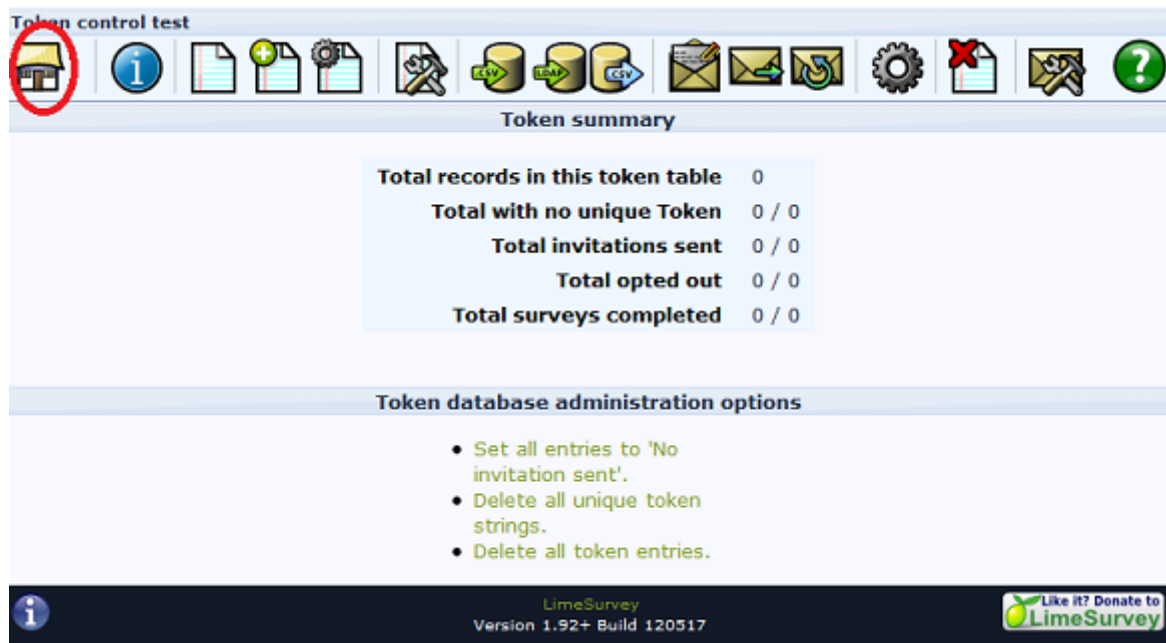 Token control test
CSV LDAP CSV
Token summary
Total records in this token table 0
Total with no unique Token 0 / 0
Total invitations sent 0 / 0
Total opted out 0 / 0
Total surveys completed 0 / 0
Token database administration options
Set all entries to 'No
invitation sent'.
Delete all unique token
strings.
Delete all token entries.
LimeSurvey
Version 1.92+ Build 120517
Like it? Donate to
LimeSurvey